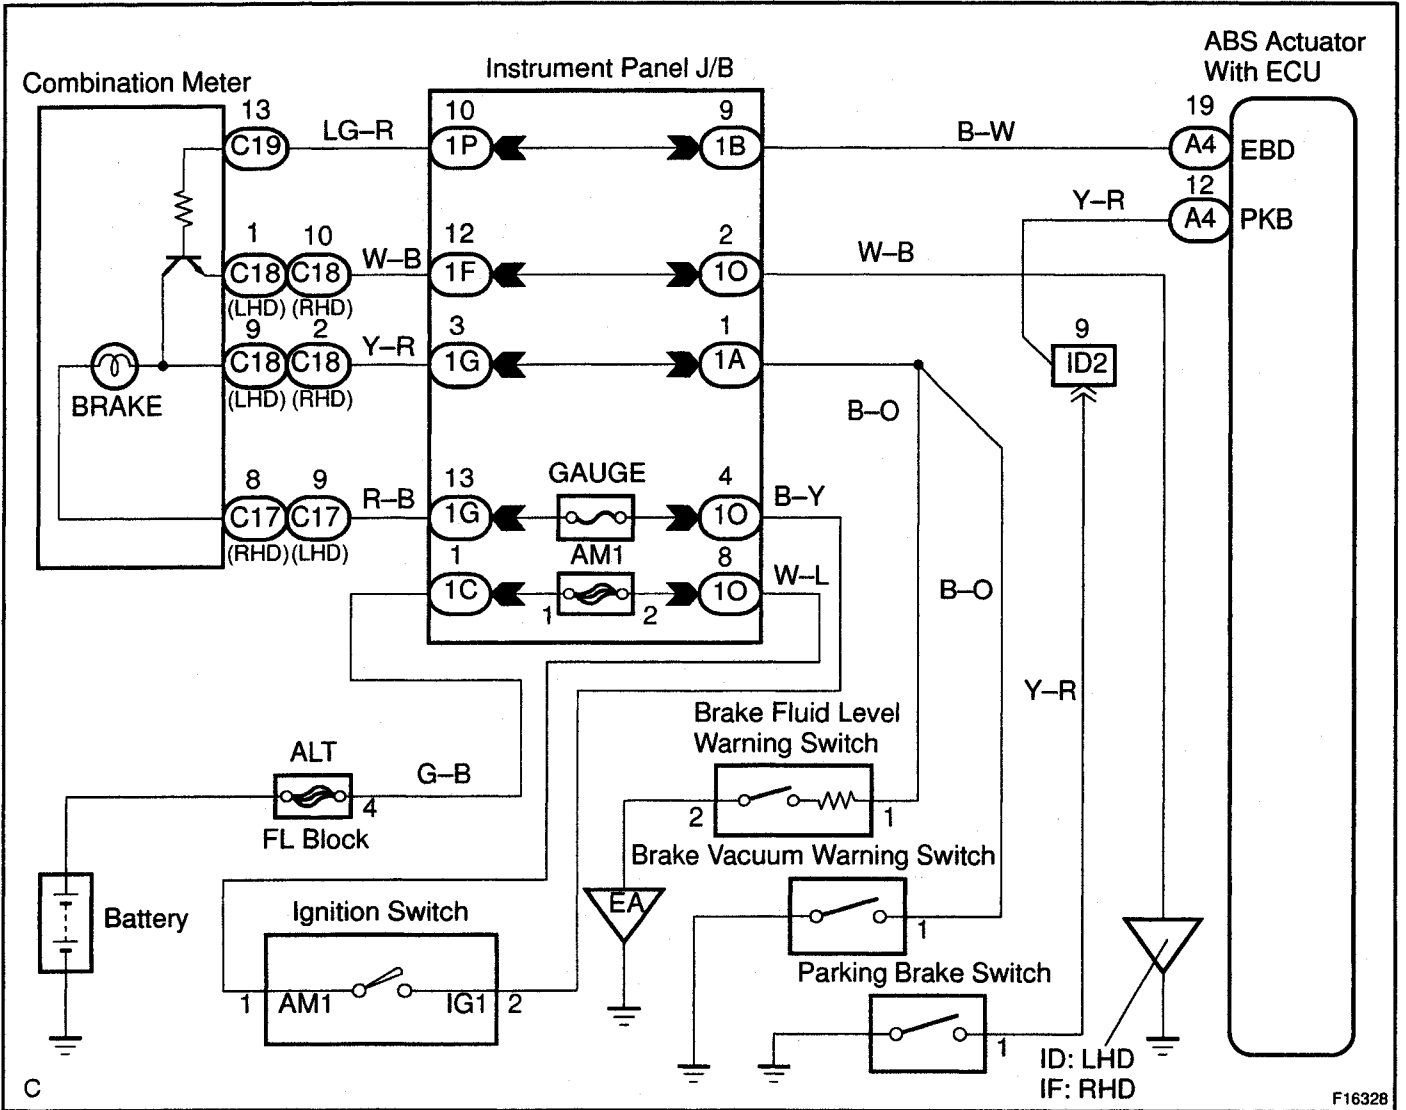 ABS Actuator
With ECU
Instrument Panel J/B
Combination Meter
13
10
9
19
C19
LG–R
1P
1B
B–W
A4
EBD
12
Y–R
A4
PKB
1
10
12
2
C18
C18
W–B
1F
1O
W–B
(LHD)
(RHD)
9
2
3
1
9
C18
C18
Y–R
1G
1A
ID2
(LHD)
(RHD)
BRAKE
B–O
GAUGE
8
9
13
4
C17
C17
R–B
1G
1O
B–Y
(RHD)
(LHD)
AM1
1
8
1C
1O
W–L
1
2
B–O
Y–R
Brake Fluid Level
Warning Switch
ALT
G–B
4
2
1
FL Block
Brake Vacuum Warning Switch
EA
Battery
Ignition Switch
1
Parking Brake Switch
1
AM1
IG1
2
1
ID: LHD
IF: RHD
C
F16328